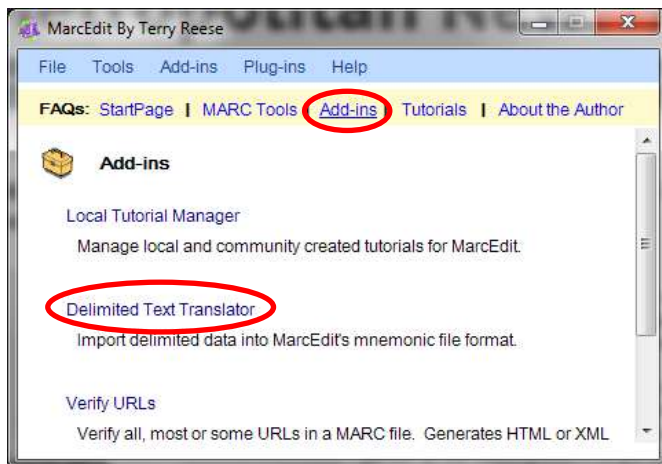 MarcEdit By Terry Reese
File Tools Add-ins Plug-ins Help
FAQs: StartPage | MARC Tools | Add-ins | Tutorials | About the Author
Add-ins
Local Tutorial Manager
Manage local and community created tutorials for MarcEdit.
Delimited Text Translator
Import delimited data into MarcEdit's mnemonic file format.
Verify URLs
Verify all, most or some URLs in a MARC file. Generates HTML or XML